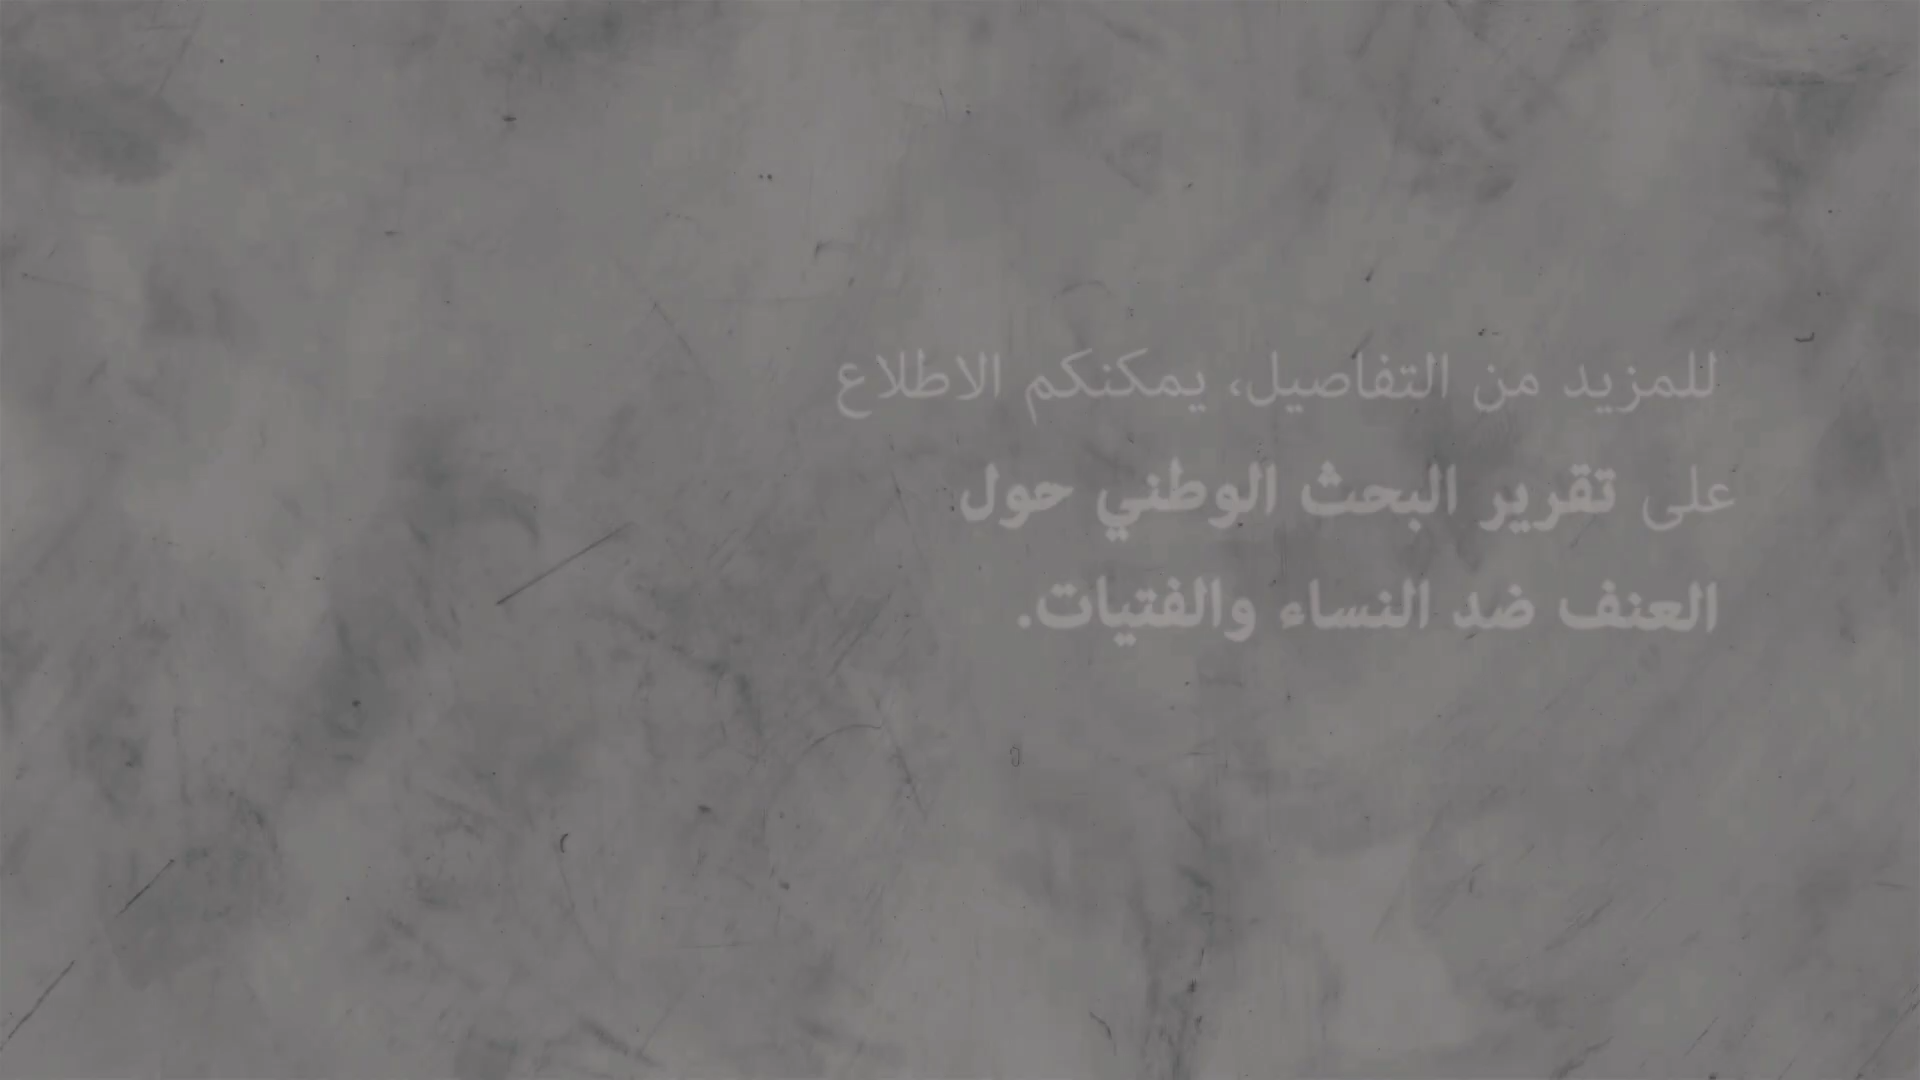 للمزيد من التفاصيل، يمكنكم الاطلاع
على تقرير البحث الوطني حول
العنف ضد النساء والفتيات.